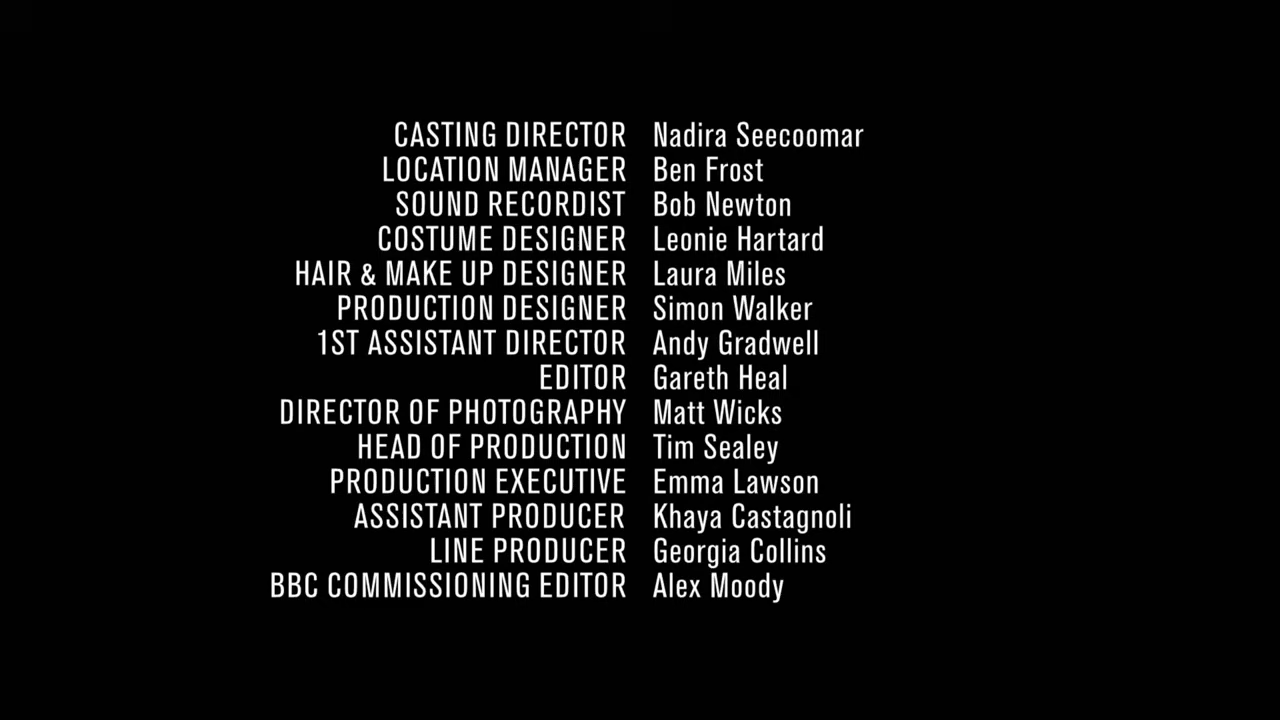 CASTING DIRECTOR Nadira Seecoomar
LOCATION MANAGER Ben Frost
SOUND RECORDIST Bob Newton
COSTUME DESIGNER Leonie Hartard
HAIR & MAKE UP DESIGNER Laura Miles
PRODUCTION DESIGNER Simon Walker
1ST ASSISTANT DIRECTOR Andy Gradwell
EDITOR Gareth Heal
DIRECTOR OF PHOTOGRAPHY Matt Wicks
HEAD OF PRODUCTION Tim Sealey
PRODUCTION EXECUTIVE Emma Lawson
ASSISTANT PRODUCER Khaya Castagnoli
LINE PRODUCER Georgia Collins
BBC COMMISSIONING EDITOR Alex Moody